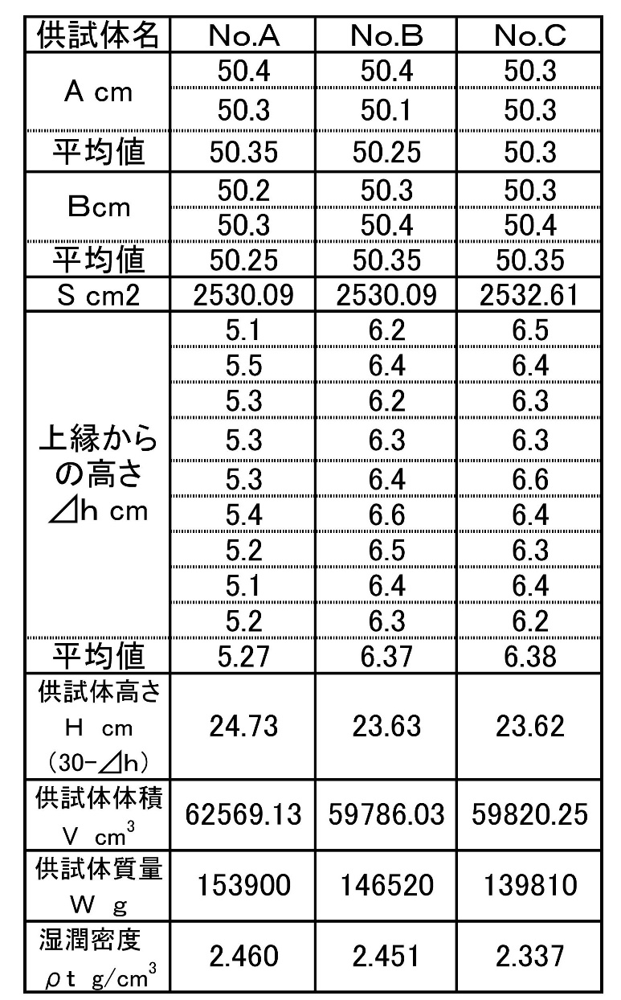 供試体名 No.A No.B No.C
A cm 50.4 50.4 50.3
50.3 50.1 50.3
平均値 50.35 50.25 50.3
Bcm 50.2 50.3 50.3
50.3 50.4 50.4
平均値 50.25 50.35 50.35
S cm2 2530.09 2530.09 2532.61
上縁から
の高さ
⊿h cm
5.1 6.2 6.5
5.5 6.4 6.4
5.3 6.2 6.3
5.3 6.3 6.3
5.3 6.4 6.6
5.4 6.6 6.4
5.2 6.5 6.3
5.1 6.4 6.4
5.2 6.3 6.2
平均値 5.27 6.37 6.38
供試体高さ
H cm
(30-⊿h)
24.73 23.63 23.62
供試体体積
V cm³
62569.13 59786.03 59820.25
供試体質量
W g
153900 146520 139810
湿潤密度
ρt g/cm³
2.460 2.451 2.337